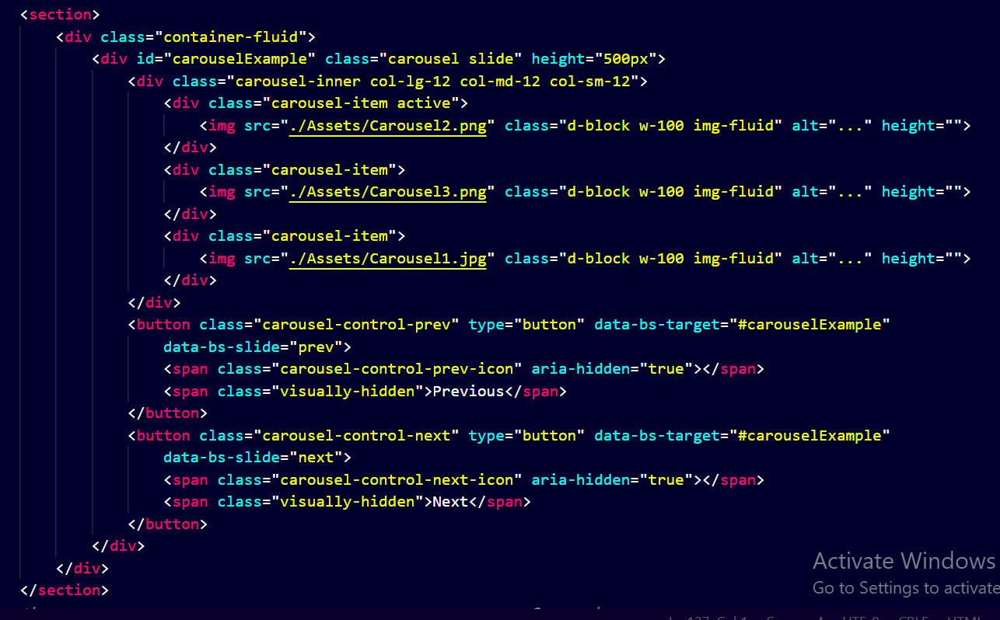 <section>
<div class="container-fluid">
<div id="carouselExample" class="carousel slide" height="500px">
<div class="carousel-inner col-lg-12 col-md-12 col-sm-12">
<div class="carousel-item active">
<img src="./Assets/Carousel2.png" class="d-block w-100 img-fluid" alt="..." height="">
</div>
<div class="carousel-item">
<img src="./Assets/Carousel3.png" class="d-block w-100 img-fluid" alt="..." height="">
</div>
<div class="carousel-item">
<img src="./Assets/Carousel1.jpg" class="d-block w-100 img-fluid" alt="..." height="">
</div>
</div>
<button class="carousel-control-prev" type="button" data-bs-target="#carouselExample"
data-bs-slide="prev">
<span class="carousel-control-prev-icon" aria-hidden="true"></span>
<span class="visually-hidden">Previous</span>
</button>
<button class="carousel-control-next" type="button" data-bs-target="#carouselExample"
data-bs-slide="next">
<span class="carousel-control-next-icon" aria-hidden="true"></span>
<span class="visually-hidden">Next</span>
</button>
</div>
</div>
</section>
Activate Windows
Go to Settings to activate